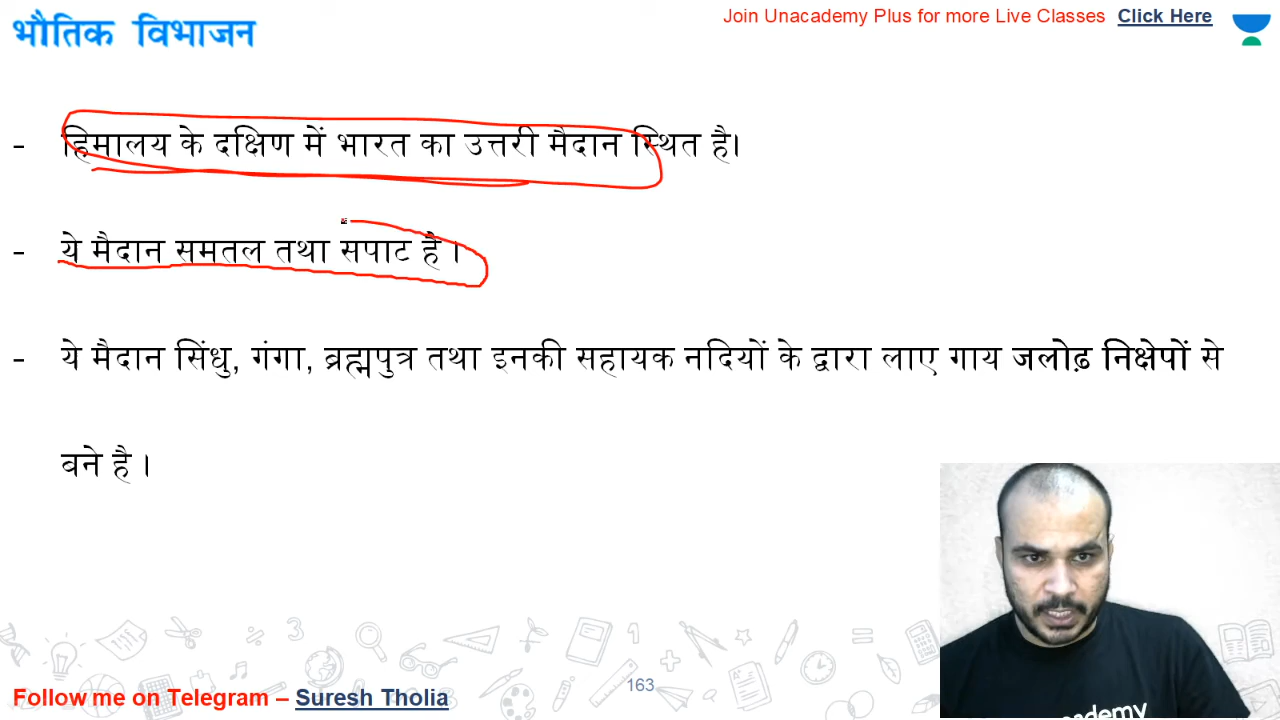 भौतिक विभाजन
Join Unacademy Plus for more Live Classes Click Here
- हिमालय के दक्षिण में भारत का उत्तरी मैदान स्थित है।
- ये मैदान समतल तथा सपाट है ।
- ये मैदान सिंधु, गंगा, ब्रह्मपुत्र तथा इनकी सहायक नदियों के द्वारा लाए गाय जलोढ़ निक्षेपों से
बने है ।
Follow me on Telegram – Suresh Tholia
163